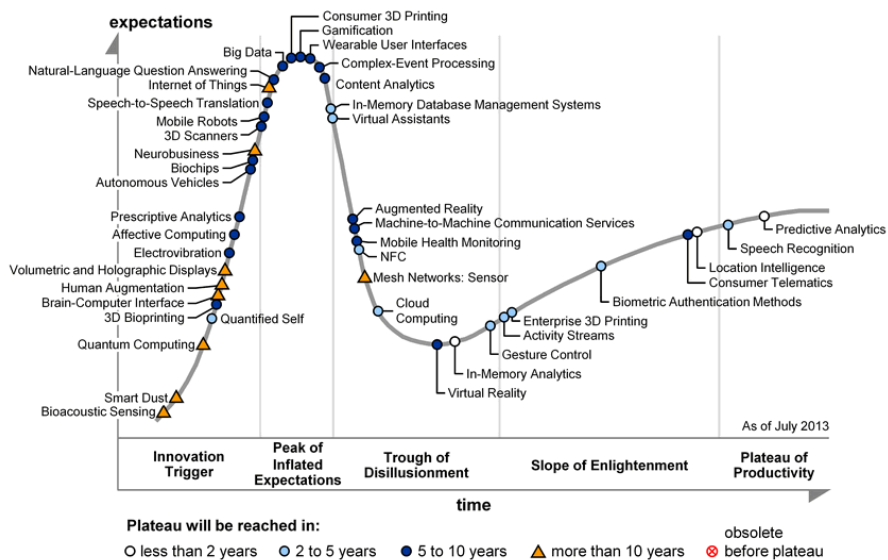 expectations
Consumer 3D Printing
Gamification
Wearable User Interfaces
Big Data
Complex-Event Processing
Natural-Language Question Answering
Content Analytics
Internet of Things
Speech-to-Speech Translation
In-Memory Database Management Systems
Mobile Robots
Virtual Assistants
3D Scanners
Neurobusiness
Biochips
Autonomous Vehicles
Augmented Reality
Prescriptive Analytics
Machine-to-Machine Communication Services
Predictive Analytics
Affective Computing
Mobile Health Monitoring
Speech Recognition
Electrovibration
NFC
Location Intelligence
Volumetric and Holographic Displays
Mesh Networks: Sensor
Consumer Telematics
Human Augmentation
Brain-Computer Interface
Biometric Authentication Methods
3D Bioprinting
Quantified Self
Cloud
Computing
Enterprise 3D Printing
Activity Streams
Quantum Computing
Gesture Control
In-Memory Analytics
Virtual Reality
Smart Dust
Bioacoustic Sensing
As of July 2013
Innovation
Trigger
Peak of
Inflated
Expectations
Trough of
Disillusionment
Slope of Enlightenment
Plateau of
Productivity
time
Plateau will be reached in:
less than 2 years
2 to 5 years
5 to 10 years
more than 10 years
obsolete
before plateau